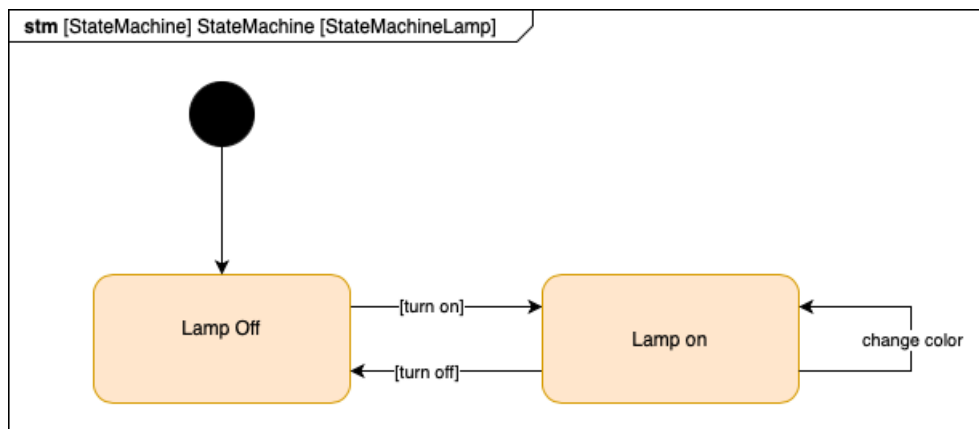 stm [StateMachine] StateMachine [StateMachineLamp]
Lamp Off
[turn on]
[turn off]
Lamp on
change color